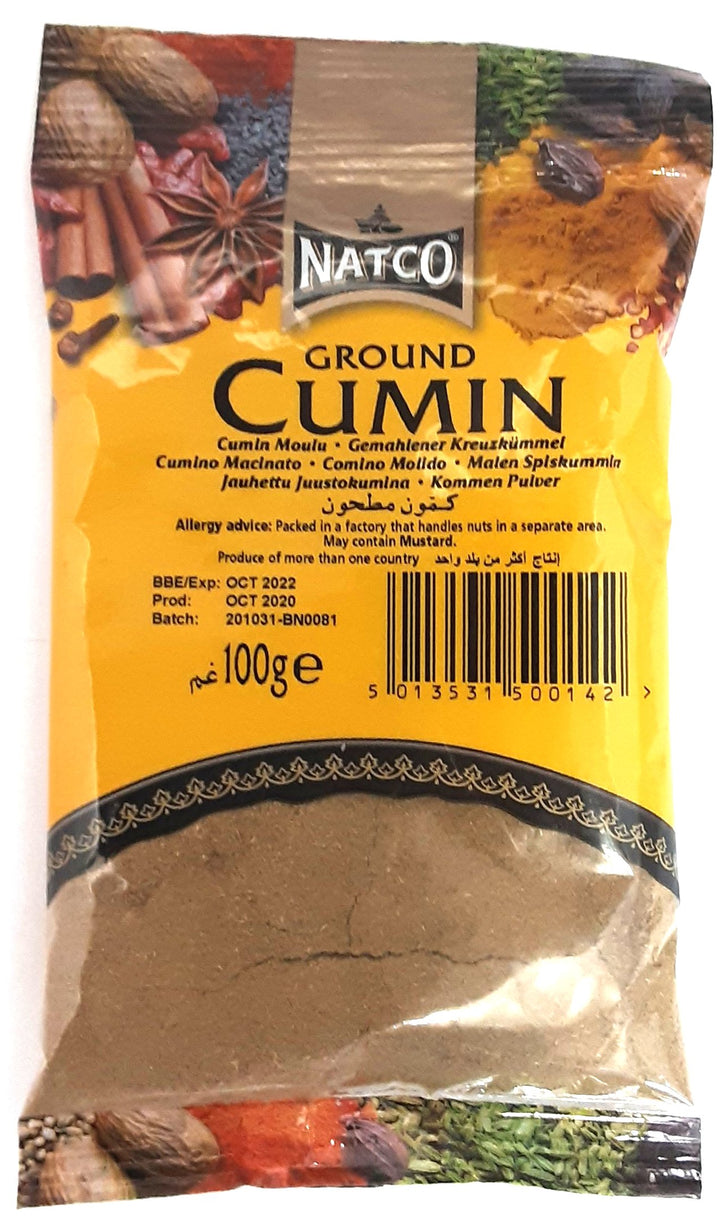 NATCO®
GROUND
CUMIN
Cumin Moulu • Gemahlener Kreuzkümmel
Cumino Macinato • Comino Molido • Malen Spiskummin
Jauhettu Juustokumina • Kommen Pulver
كمّون مطحون
Allergy advice: Packed in a factory that handles nuts in a separate area.
May contain Mustard.
Produce of more than one country إنتاج أكثر من بلد واحد
BBE/Exp: OCT 2022
Prod: OCT 2020
Batch: 201031-BN0081
100g e غم
5 013531 500142 >